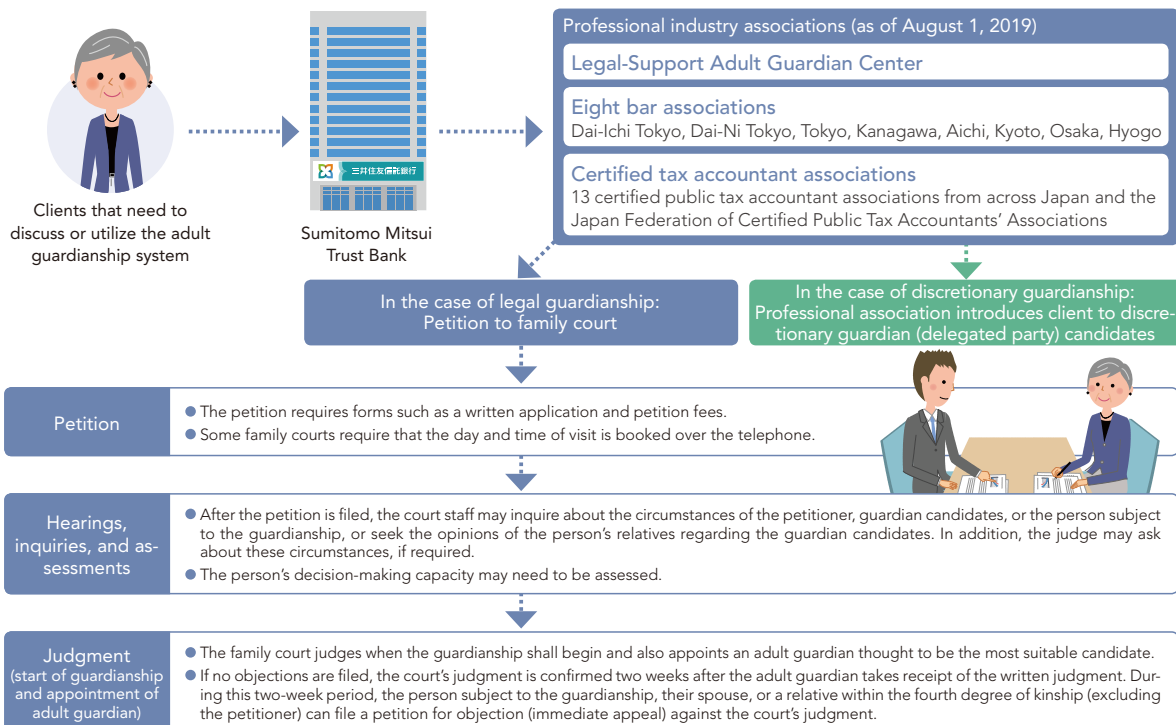 Professional industry associations (as of August 1, 2019)
Legal-Support Adult Guardian Center
Eight bar associations
Dai-Ichi Tokyo, Dai-Ni Tokyo, Tokyo, Kanagawa, Aichi, Kyoto, Osaka, Hyogo
Certified tax accountant associations
13 certified public tax accountant associations from across Japan and the
Japan Federation of Certified Public Tax Accountants' Associations
三井住友信託銀行
Clients that need to
discuss or utilize the adult
guardianship system
Sumitomo Mitsui
Trust Bank
In the case of legal guardianship:
Petition to family court
In the case of discretionary guardianship:
Professional association introduces client to discre-
tionary guardian (delegated party) candidates
Petition
● The petition requires forms such as a written application and petition fees.
● Some family courts require that the day and time of visit is booked over the telephone.
Hearings,
inquiries, and as-
sessments
● After the petition is filed, the court staff may inquire about the circumstances of the petitioner, guardian candidates, or the person subject
to the guardianship, or seek the opinions of the person's relatives regarding the guardian candidates. In addition, the judge may ask
about these circumstances, if required.
● The person's decision-making capacity may need to be assessed.
Judgment
(start of guardianship
and appointment of
adult guardian)
● The family court judges when the guardianship shall begin and also appoints an adult guardian thought to be the most suitable candidate.
● If no objections are filed, the court's judgment is confirmed two weeks after the adult guardian takes receipt of the written judgment. Dur-
ing this two-week period, the person subject to the guardianship, their spouse, or a relative within the fourth degree of kinship (excluding
the petitioner) can file a petition for objection (immediate appeal) against the court's judgment.